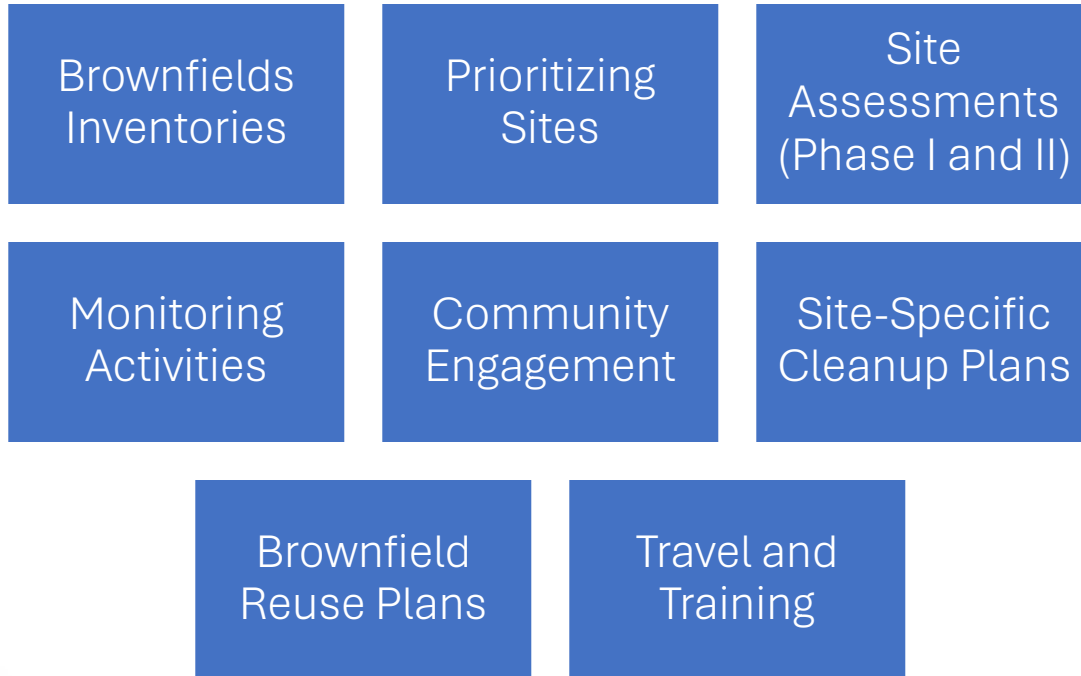 Brownfields
Inventories
Prioritizing
Sites
Site
Assessments
(Phase I and II)
Monitoring
Activities
Community
Engagement
Site-Specific
Cleanup Plans
Brownfield
Reuse Plans
Travel and
Training